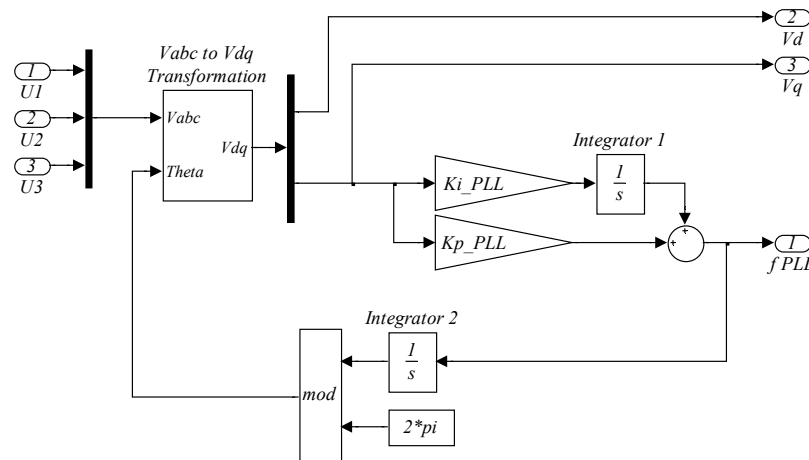 2
Vd
Vabc to Vdq
Transformation
1
U1
3
Vq
Vabc
2
U2
Vdq
Integrator 1
3
U3
Theta
Ki_PLL
1
s
+
Kp_PLL
+
1
f PLL
Integrator 2
1
s
mod
2*pi